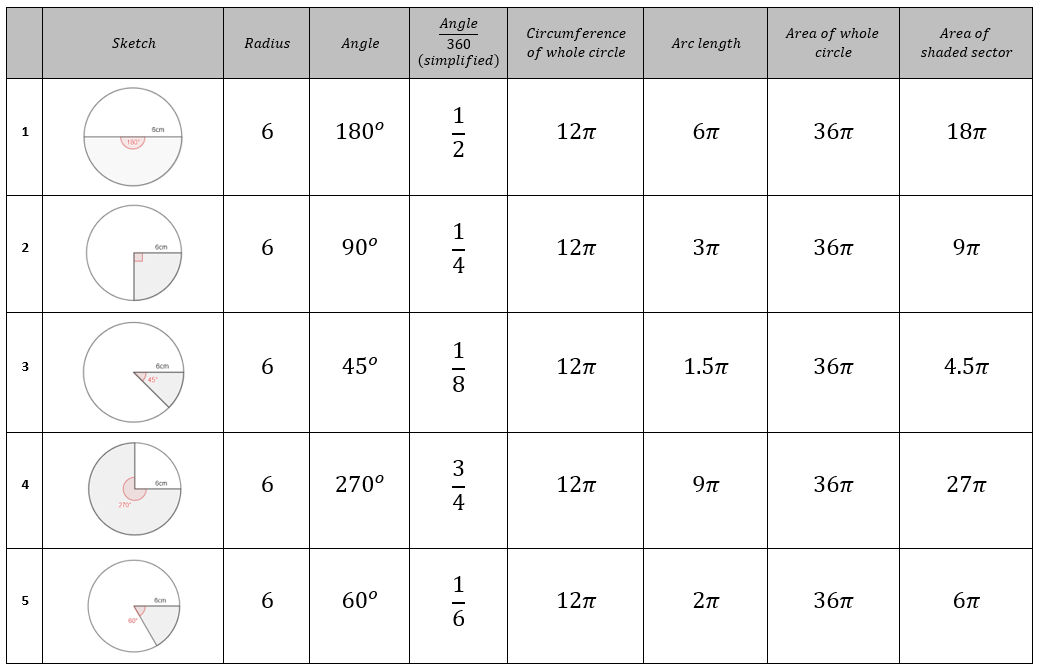 Sketch Radius Angle Angle/360 (simplified) Circumference of whole circle Arc length Area of whole circle Area of shaded sector
1 6cm 180° 6 180° 1/2 12π 6π 36π 18π
2 6cm 6 90° 1/4 12π 3π 36π 9π
3 6cm 45° 6 45° 1/8 12π 1.5π 36π 4.5π
4 6cm 270° 6 270° 3/4 12π 9π 36π 27π
5 6cm 60° 6 60° 1/6 12π 2π 36π 6π